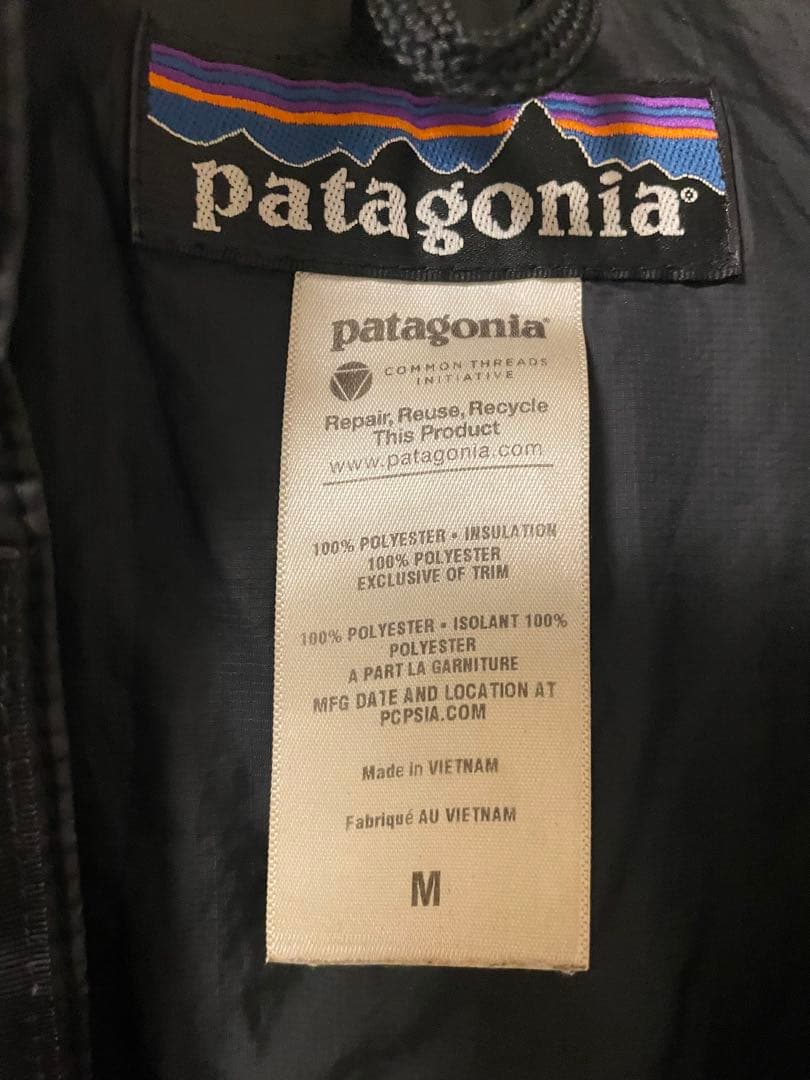 patagonia®
patagonia®
COMMON THREADS
INITIATIVE
Repair, Reuse, Recycle
This Product
www.patagonia.com
100% POLYESTER • INSULATION
100% POLYESTER
EXCLUSIVE OF TRIM
100% POLYESTER • ISOLANT 100%
POLYESTER
A PART LA GARNITURE
MFG DATE AND LOCATION AT
PCPSIA.COM
Made in VIETNAM
Fabriqué AU VIETNAM
M